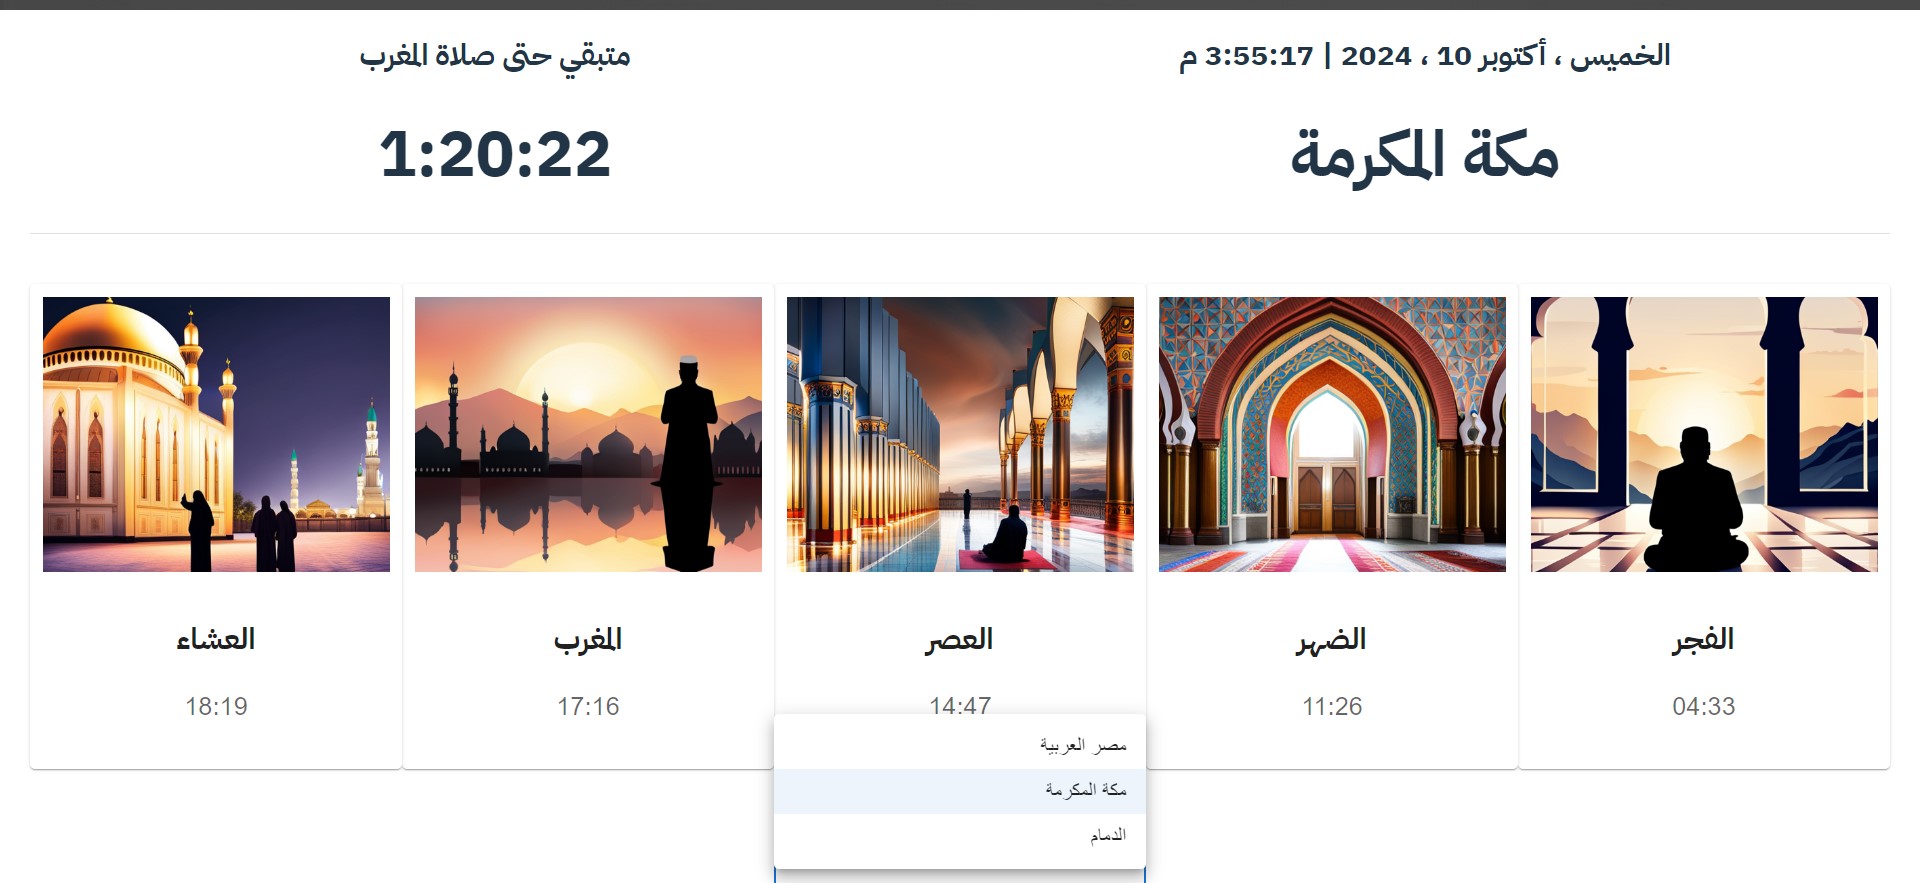 الخميس ، أكتوبر 10 ، 2024 | 3:55:17 م
مكة المكرمة
متبقي حتى صلاة المغرب
1:20:22
الفجر
04:33
الضهر
11:26
العصر
14:47
المغرب
17:16
العشاء
18:19
مصر العربية
مكة المكرمة
الدمام